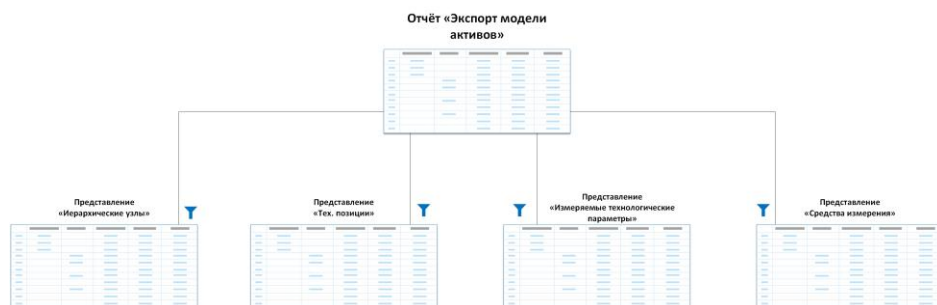 Отчёт «Экспорт модели
активов»
Представление
«Иерархические узлы»
Представление
«Тех. позиции»
Представление
«Измеряемые технологические
параметры»
Представление
«Средства измерения»